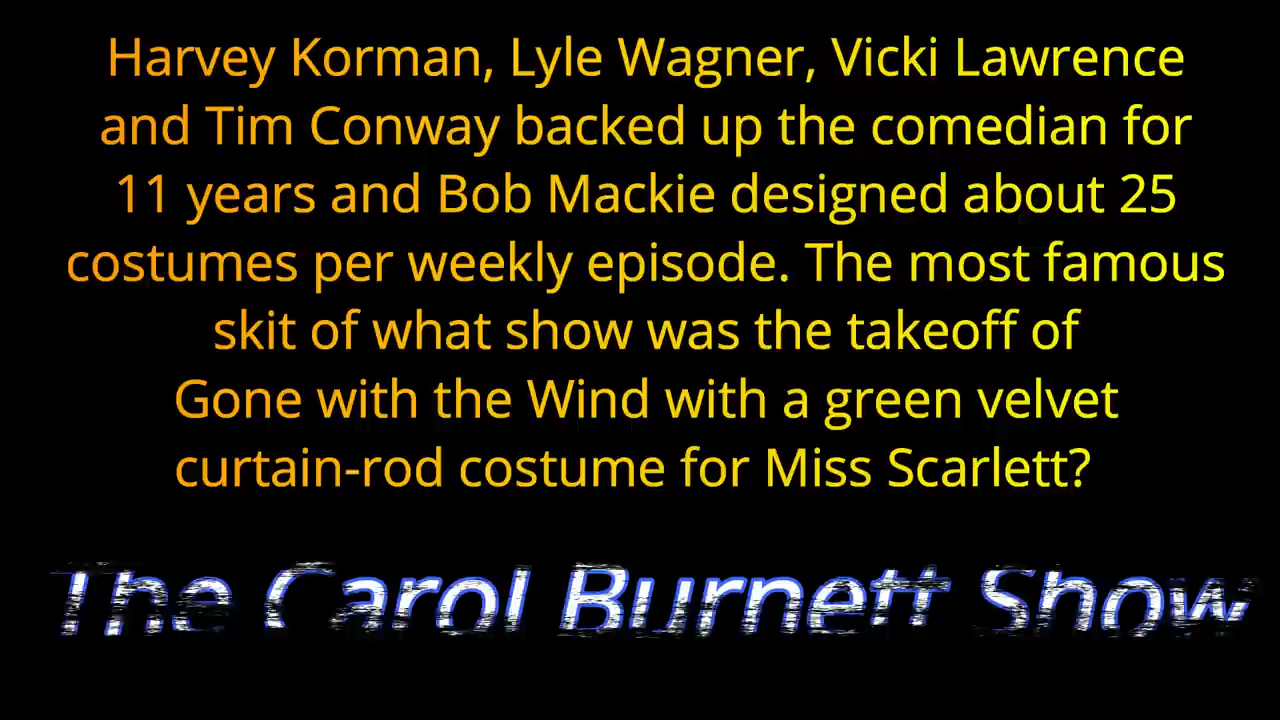 Harvey Korman, Lyle Wagner, Vicki Lawrence
and Tim Conway backed up the comedian for
11 years and Bob Mackie designed about 25
costumes per weekly episode. The most famous
skit of what show was the takeoff of
Gone with the Wind with a green velvet
curtain-rod costume for Miss Scarlett?
The Carol Burnett Show